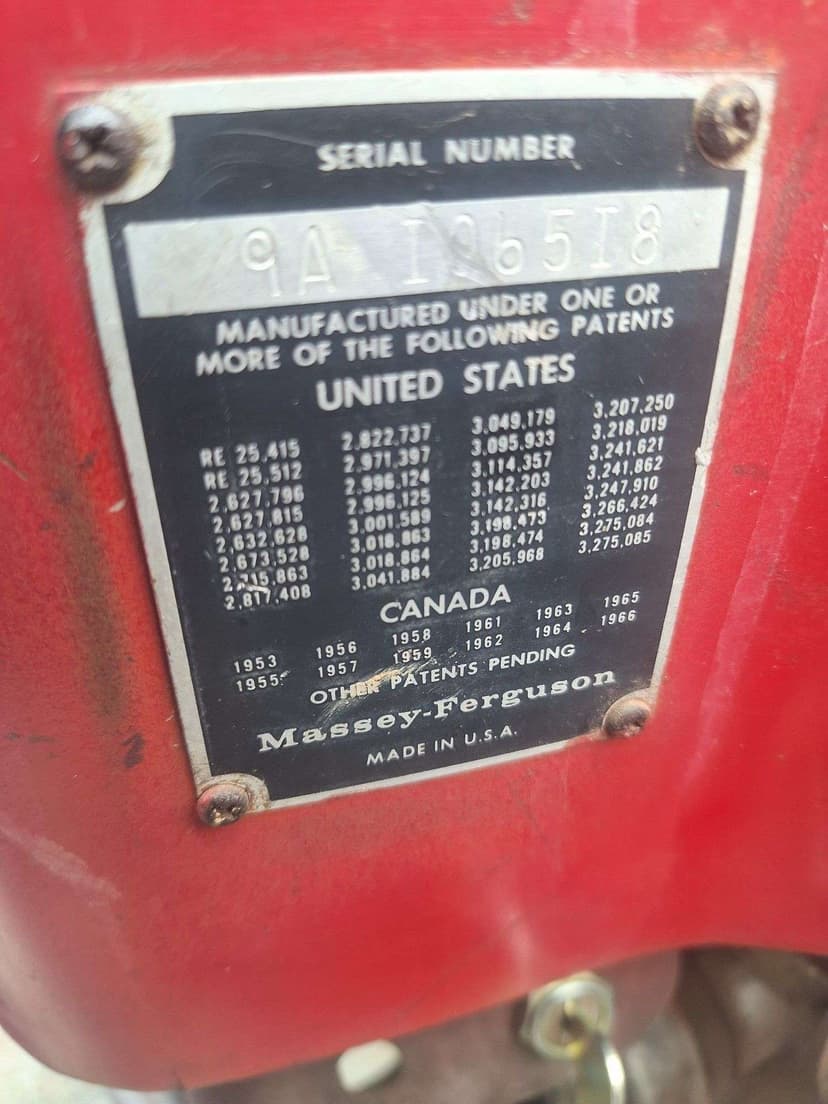 SERIAL NUMBER
9A
MANUFACTURED UNDER ONE OR
MORE OF THE FOLLOWING PATENTS
UNITED STATES
RE 25,415 2,822,737 3,049,179 3,207,250
RE 25,512 2,971,397 3,095,933 3,218,019
2,627,796 2,996,124 3,114,357 3,241,621
2,627,815 2,996,125 3,142,203 3,241,862
2,632,628 3,001,589 3,142,316 3,247,910
2,673,528 3,018,863 3,198,473 3,266,424
2,715,863 3,018,864 3,198,474 3,275,084
2,817,408 3,041,884 3,205,968 3,275,085
CANADA
1953 1956 1958 1961 1963 1965
1955 1957 1959 1962 1964 1966
OTHER PATENTS PENDING
Massey-Ferguson
MADE IN U.S.A.